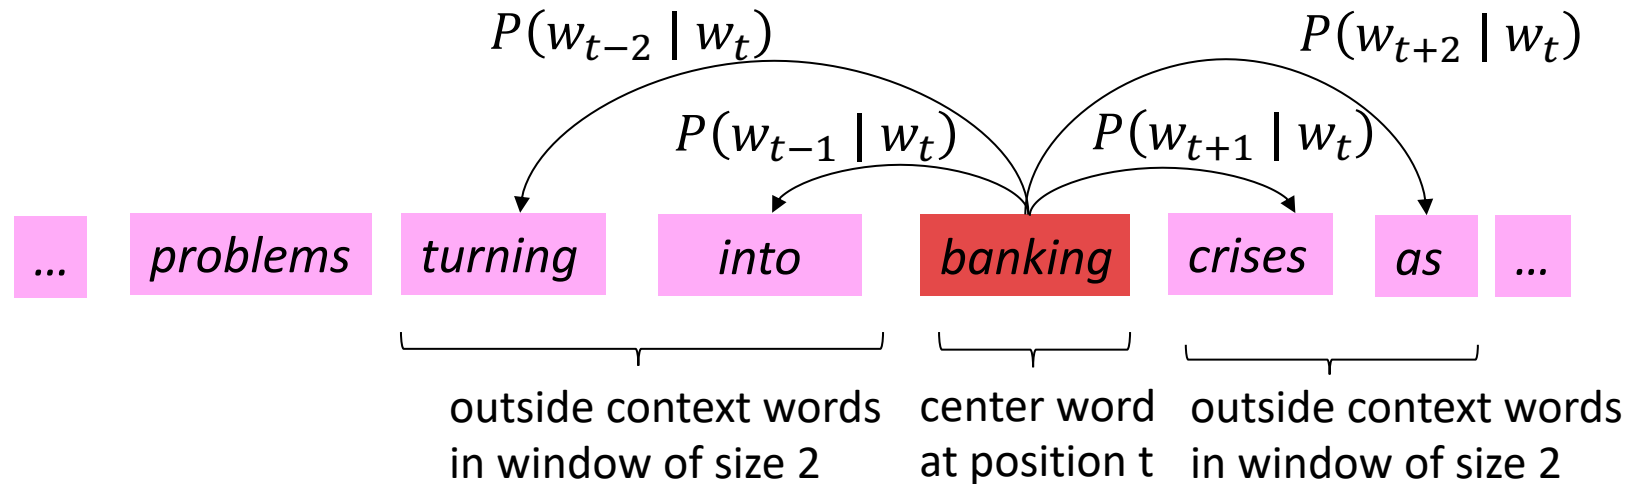 P(w_{t−2} | w_t) P(w_{t+2} | w_t)
P(w_{t−1} | w_t) P(w_{t+1} | w_t)
... problems turning into banking crises as ...
outside context words
in window of size 2
center word
at position t
outside context words
in window of size 2